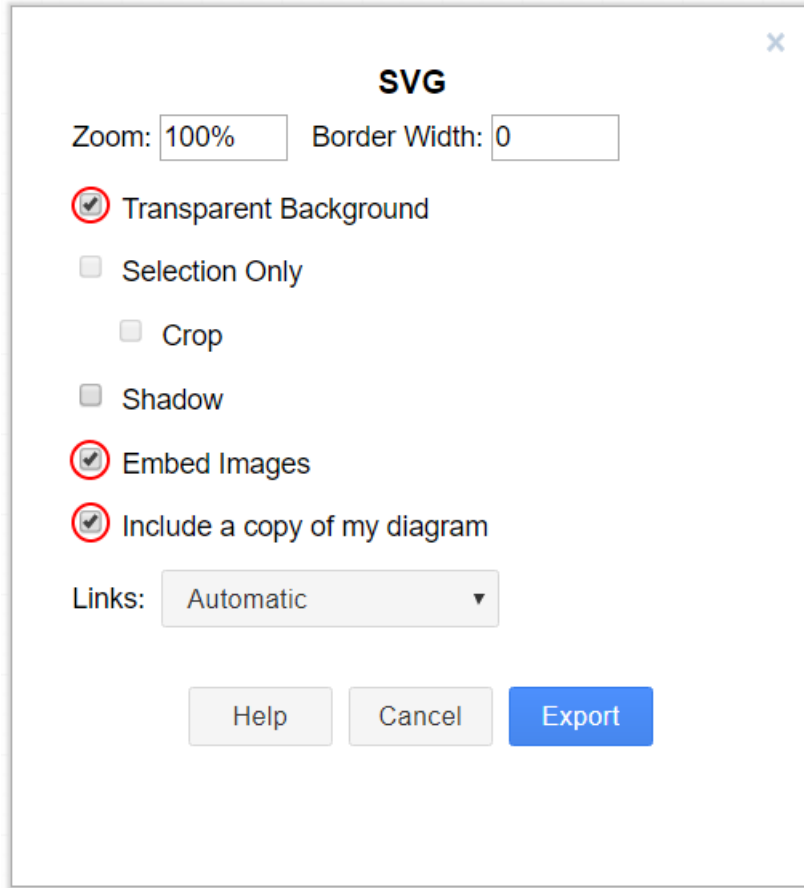 SVG
Zoom: 100% Border Width: 0
Transparent Background
Selection Only
Crop
Shadow
Embed Images
Include a copy of my diagram
Links: Automatic
Help Cancel Export